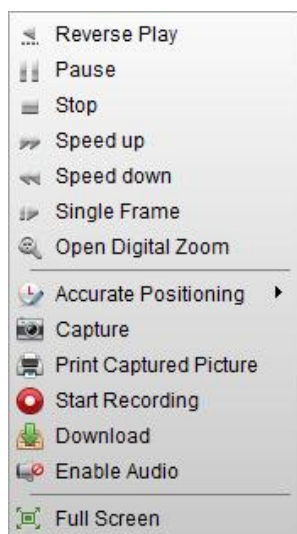 Reverse Play
Pause
Stop
Speed up
Speed down
Single Frame
Open Digital Zoom
Accurate Positioning
Capture
Print Captured Picture
Start Recording
Download
Enable Audio
Full Screen